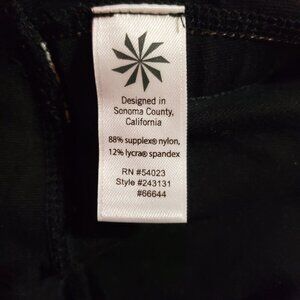 Designed in
Sonoma County,
California
88% supplex® nylon,
12% lycra® spandex
RN #54023
Style #243131
#66644